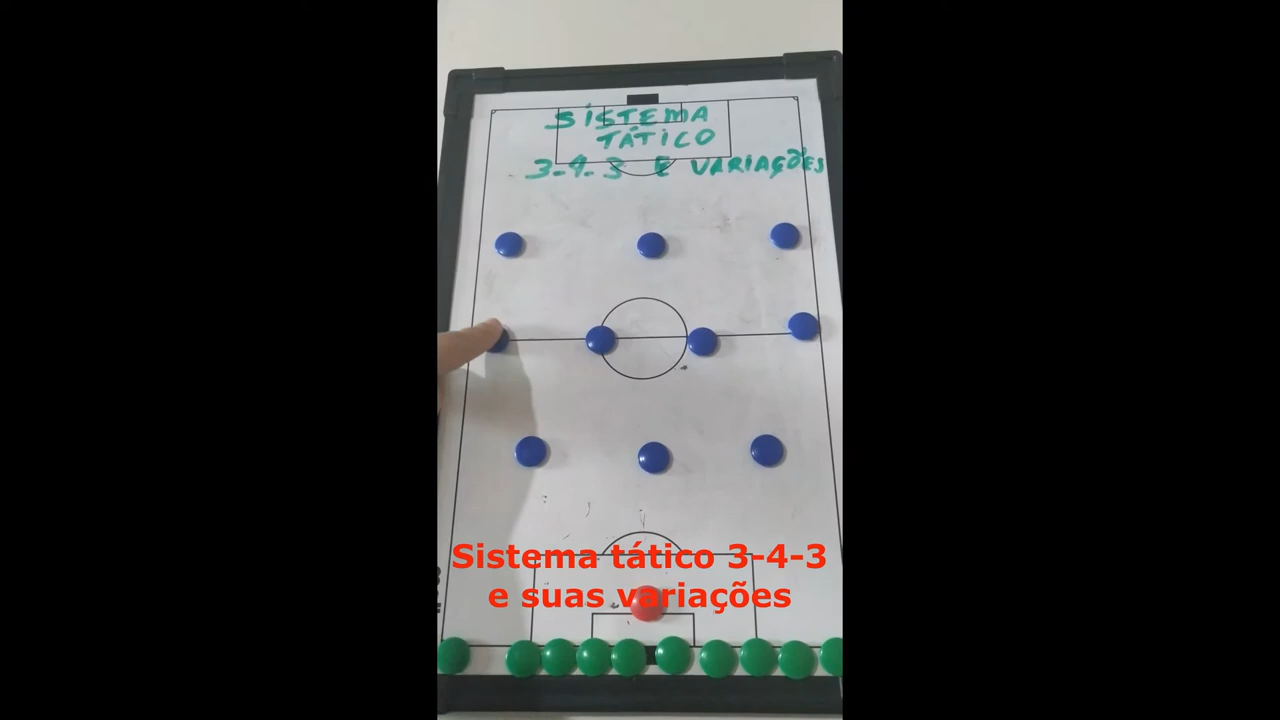 SISTEMA
TÁTICO
3-4-3 E VARIAÇÕES
Sistema tático 3-4-3
e suas variações